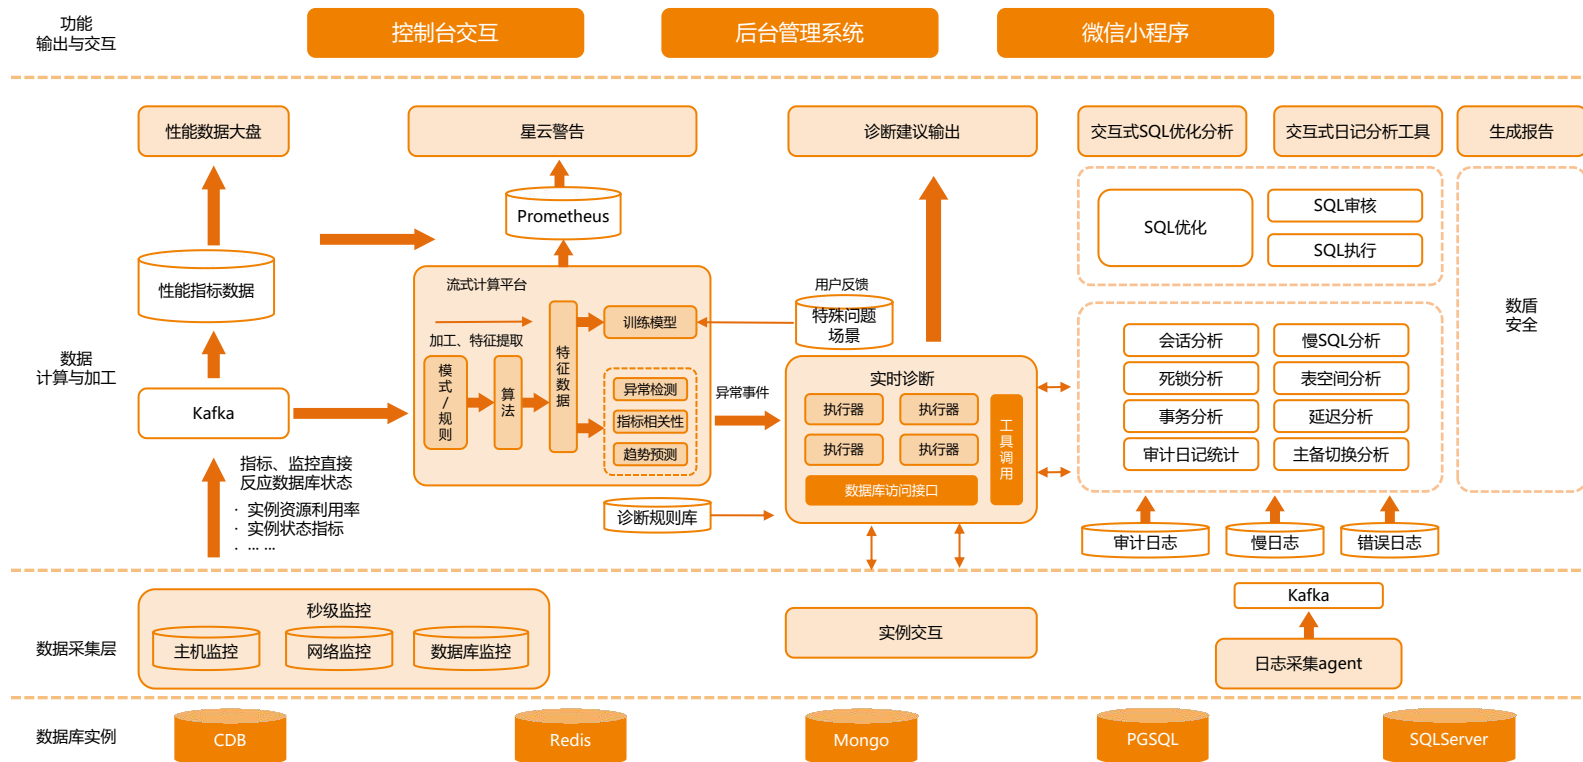 功能
输出与交互
控制台交互
后台管理系统
微信小程序
性能数据大盘
星云警告
诊断建议输出
交互式SQL优化分析
交互式日记分析工具
生成报告
Prometheus
SQL优化
SQL审核
SQL执行
性能指标数据
流式计算平台
用户反馈
特殊问题
场景
训练模型
加工、特征提取
模式/规则
算法
特征数据
异常检测
指标相关性
趋势预测
数据
计算与加工
Kafka
异常事件
实时诊断
执行器
执行器
执行器
执行器
工具调用
数据库访问接口
会话分析
慢SQL分析
死锁分析
表空间分析
事务分析
延迟分析
审计日记统计
主备切换分析
数盾
安全
指标、监控直接
反应数据库状态
· 实例资源利用率
· 实例状态指标
· ... ...
诊断规则库
审计日志
慢日志
错误日志
数据采集层
秒级监控
主机监控
网络监控
数据库监控
实例交互
Kafka
日志采集agent
数据库实例
CDB
Redis
Mongo
PGSQL
SQLServer